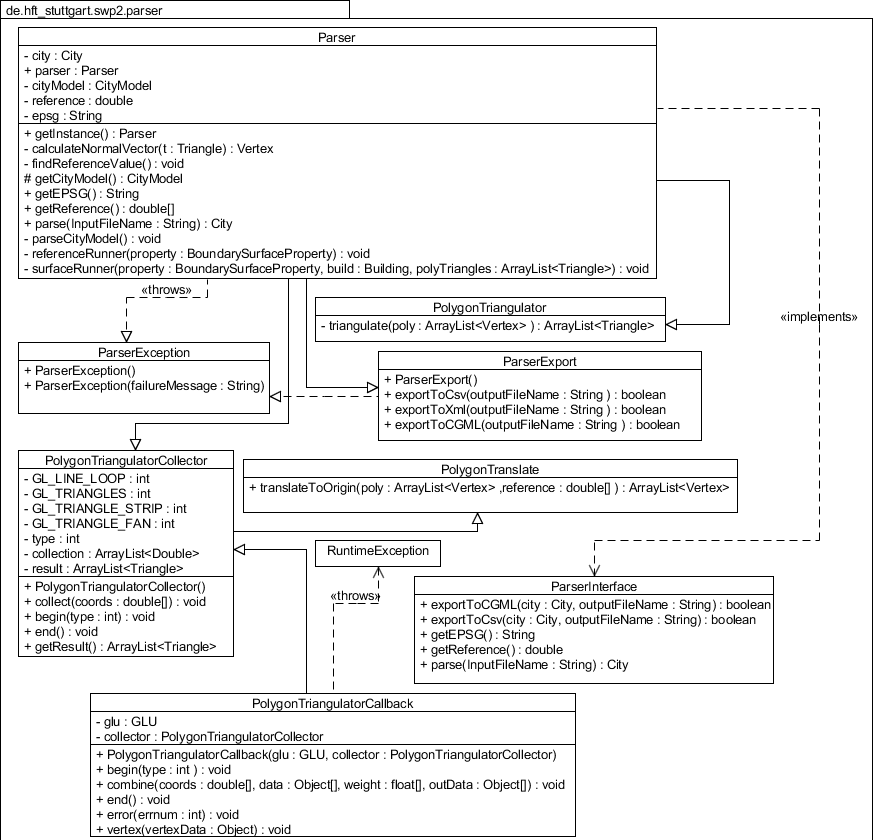 de.hft_stuttgart.swp2.parser
Parser
- city : City
+ parser : Parser
- cityModel : CityModel
- reference : double
- epsg : String
+ getInstance() : Parser
- calculateNormalVector(t : Triangle) : Vertex
- findReferenceValue() : void
# getCityModel() : CityModel
+ getEPSG() : String
+ getReference() : double[]
+ parse(InputFileName : String) : City
- parseCityModel() : void
- referenceRunner(property : BoundarySurfaceProperty) : void
- surfaceRunner(property : BoundarySurfaceProperty, build : Building, polyTriangles : ArrayList<Triangle>) : void
«throws»
PolygonTriangulator
- triangulate(poly : ArrayList<Vertex> ) : ArrayList<Triangle>
«implements»
ParserException
+ ParserException()
+ ParserException(failureMessage : String)
ParserExport
+ ParserExport()
+ exportToCsv(outputFileName : String ) : boolean
+ exportToXml(outputFileName : String ) : boolean
+ exportToCGML(outputFileName : String ) : boolean
PolygonTriangulatorCollector
- GL_LINE_LOOP : int
- GL_TRIANGLES : int
- GL_TRIANGLE_STRIP : int
- GL_TRIANGLE_FAN : int
- type : int
- collection : ArrayList<Double>
- result : ArrayList<Triangle>
+ PolygonTriangulatorCollector()
+ collect(coords : double[]) : void
+ begin(type : int) : void
+ end() : void
+ getResult() : ArrayList<Triangle>
PolygonTranslate
+ translateToOrigin(poly : ArrayList<Vertex> ,reference : double[] ) : ArrayList<Vertex>
RuntimeException
«throws»
ParserInterface
+ exportToCGML(city : City, outputFileName : String) : boolean
+ exportToCsv(city : City, outputFileName : String) : boolean
+ getEPSG() : String
+ getReference() : double
+ parse(InputFileName : String) : City
PolygonTriangulatorCallback
- glu : GLU
- collector : PolygonTriangulatorCollector
+ PolygonTriangulatorCallback(glu : GLU, collector : PolygonTriangulatorCollector)
+ begin(type : int ) : void
+ combine(coords : double[], data : Object[], weight : float[], outData : Object[]) : void
+ end() : void
+ error(errnum : int) : void
+ vertex(vertexData : Object) : void